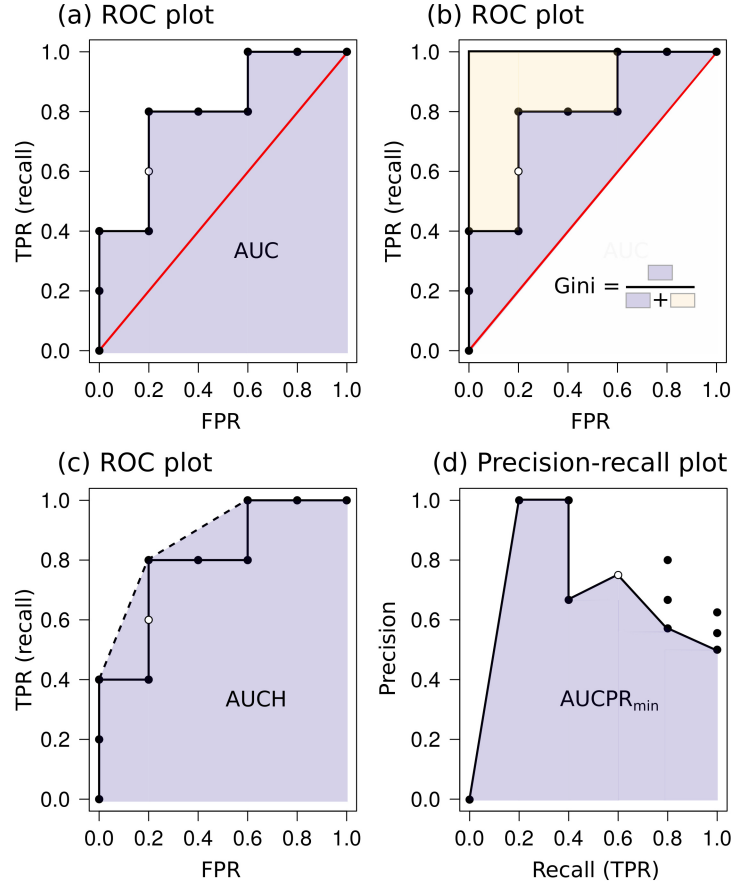 (a) ROC plot
1.0
0.8
0.6
0.4
0.2
0.0
TPR (recall)
AUC
0.0 0.2 0.4 0.6 0.8 1.0
FPR
(b) ROC plot
1.0
0.8
0.6
0.4
0.2
0.0
TPR (recall)
AUC
Gini =
+
0.0 0.2 0.4 0.6 0.8 1.0
FPR
(c) ROC plot
1.0
0.8
0.6
0.4
0.2
0.0
TPR (recall)
AUCH
0.0 0.2 0.4 0.6 0.8 1.0
FPR
(d) Precision-recall plot
1.0
0.8
0.6
0.4
0.2
0.0
Precision
AUCPRmin
0.0 0.2 0.4 0.6 0.8 1.0
Recall (TPR)